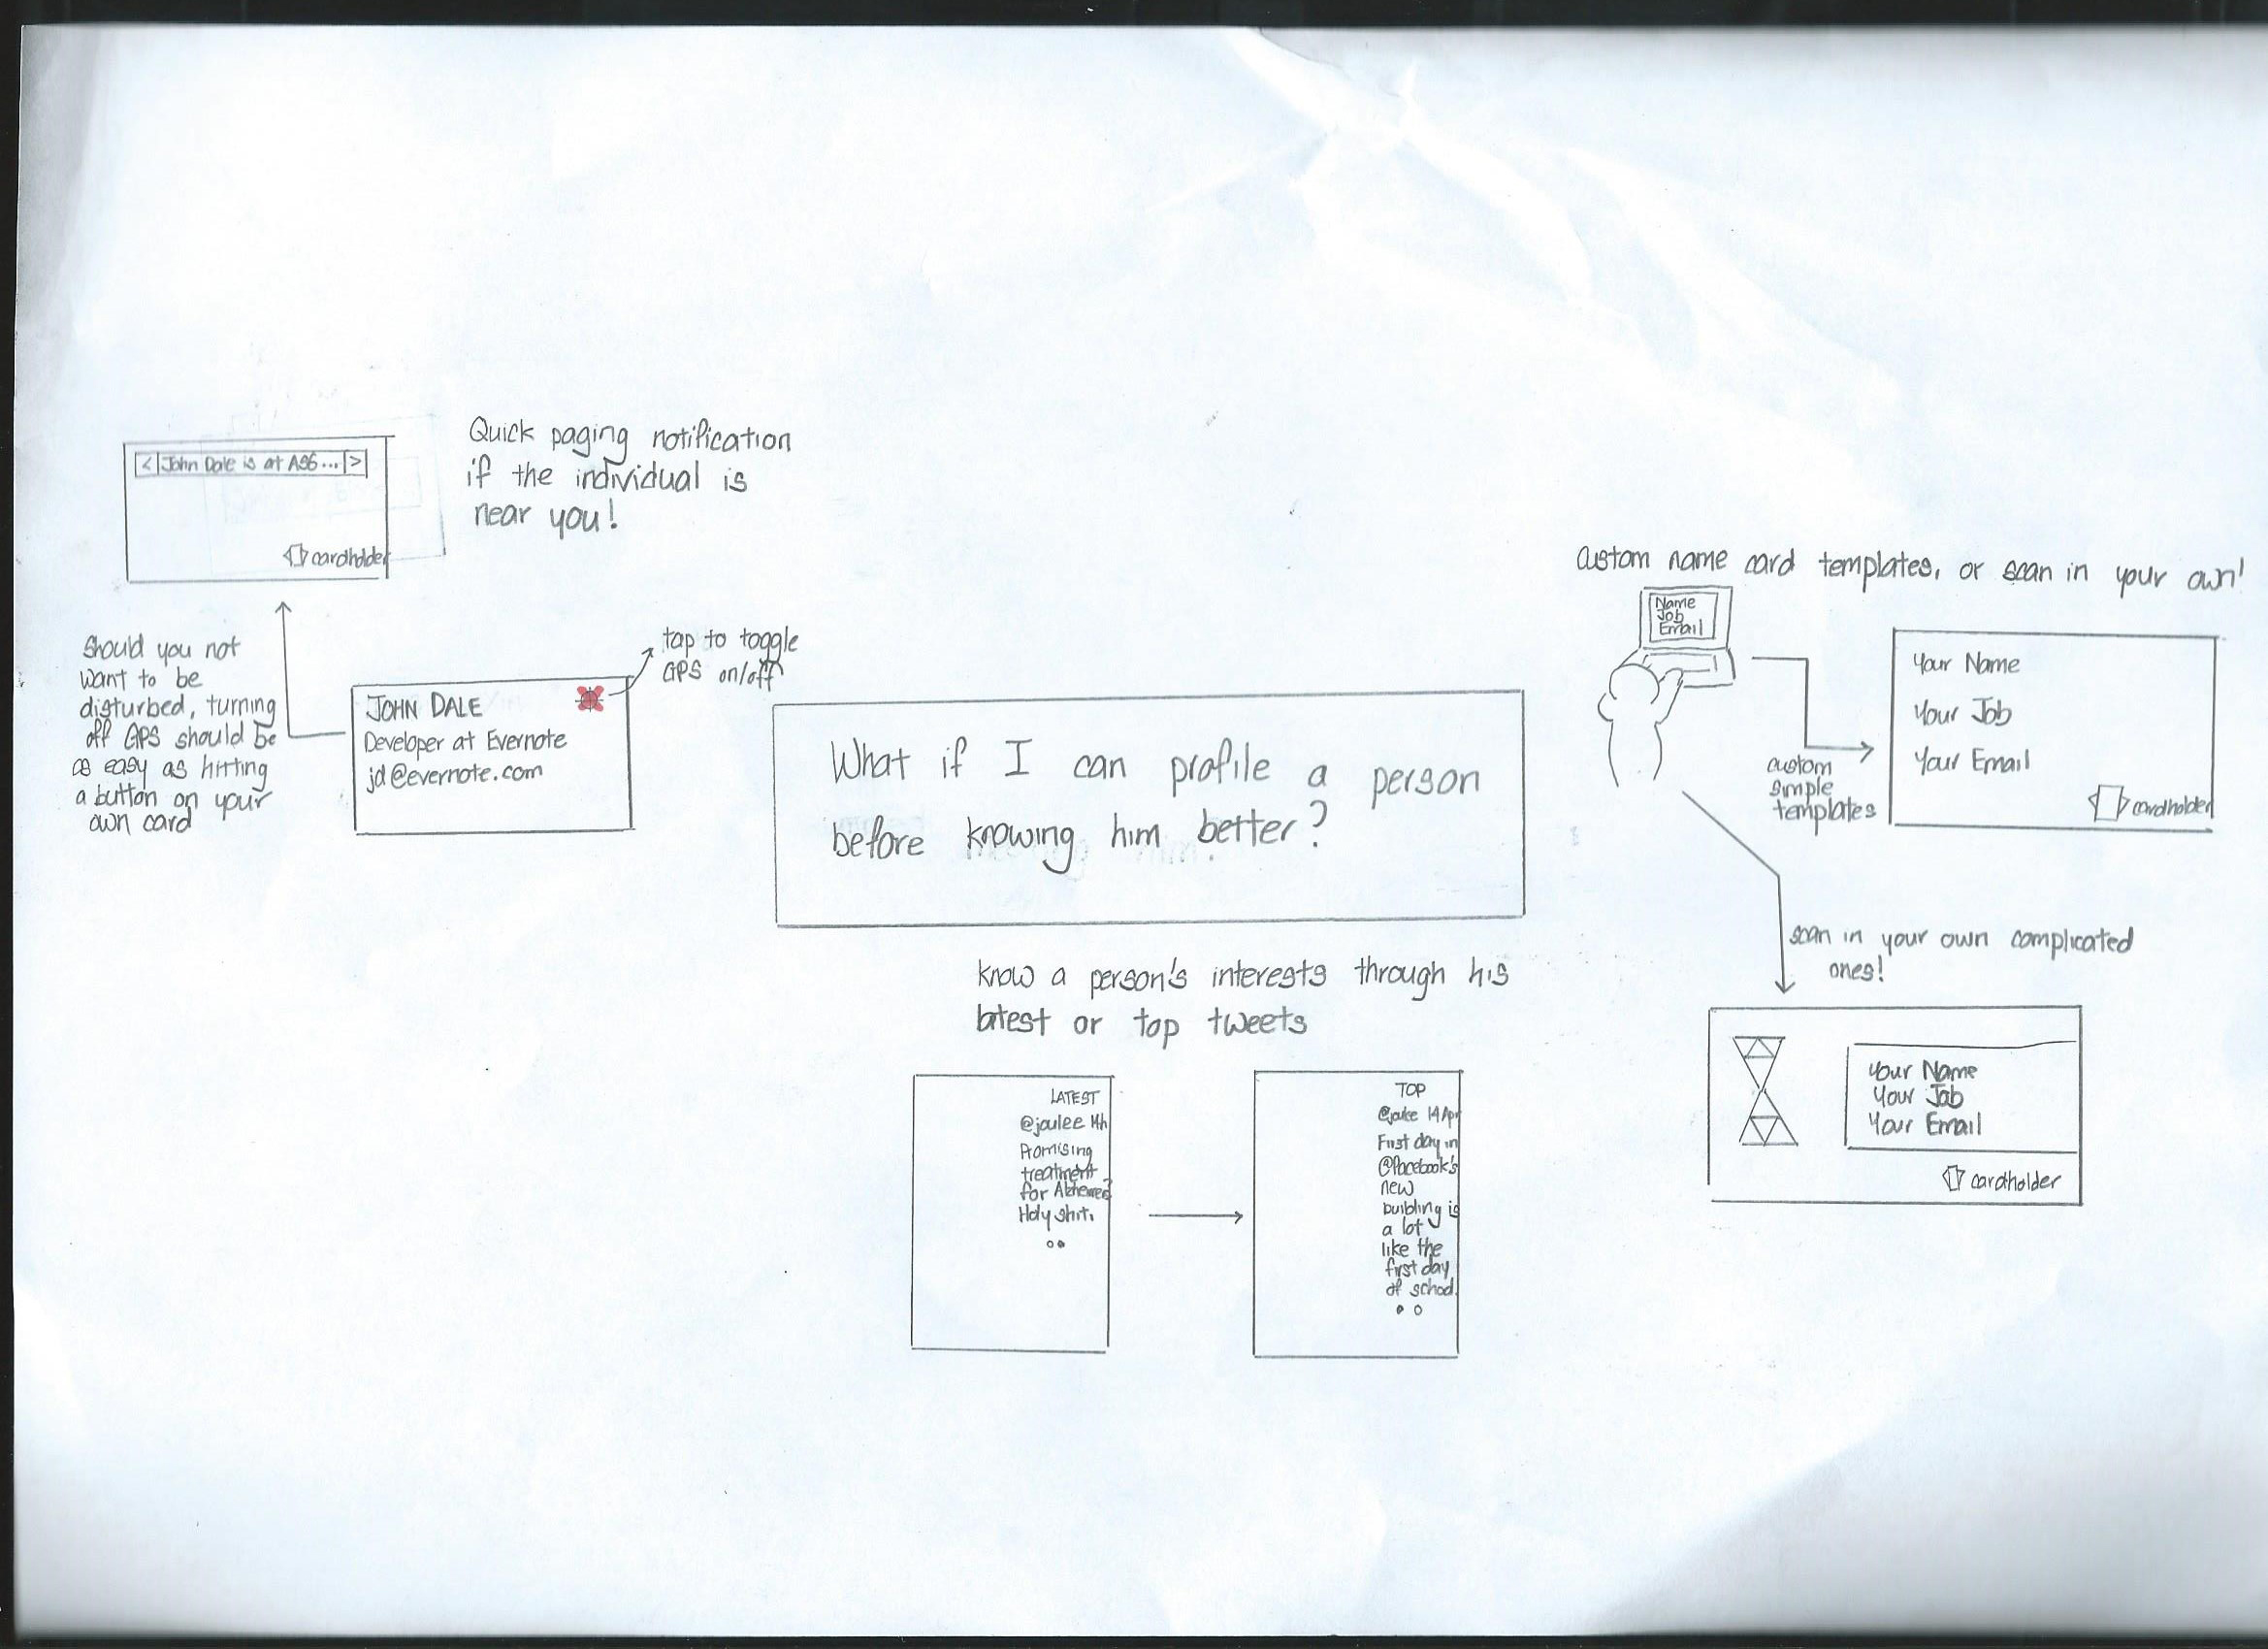 Quick paging notification
if the individual is
near you!
< John Dale is at AS6... >
cardholder
should you not
want to be
disturbed, turning
off GPS should be
as easy as hitting
a button on your
own card
tap to toggle
GPS on/off
JOHN DALE
Developer at Evernote
jd@evernote.com
What if I can profile a person
before knowing him better?
know a person's interests through his
latest or top tweets
LATEST
@joulee 14h
Promising
treatment
for
Holy shit.
TOP
@joulee 14 Apr
First day in
@Facebook's
new
building is
a lot
like the
first day
of school.
custom name card templates, or scan in your own!
Name
Job
Email
custom
simple
templates
Your Name
Your Job
Your Email
cardholder
scan in your own complicated
ones!
Your Name
Your Job
Your Email
cardholder